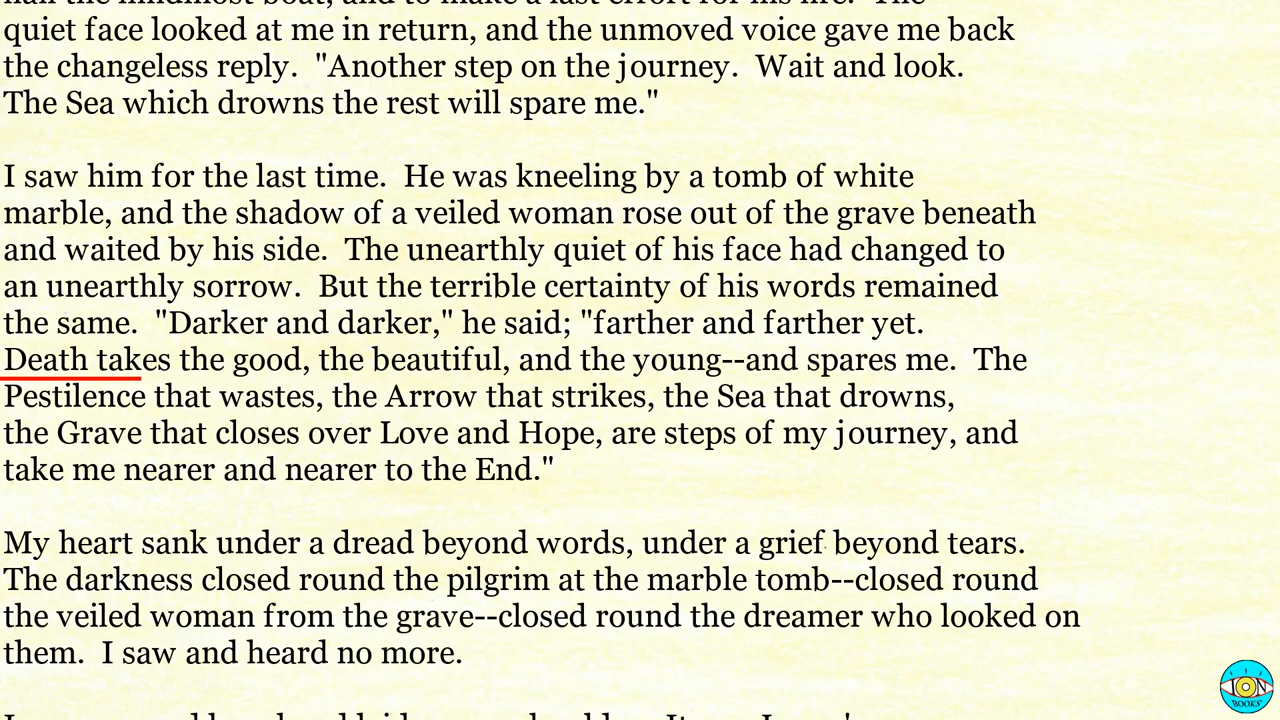 quiet face looked at me in return, and the unmoved voice gave me back
the changeless reply.  "Another step on the journey.  Wait and look.
The Sea which drowns the rest will spare me."
I saw him for the last time.  He was kneeling by a tomb of white
marble, and the shadow of a veiled woman rose out of the grave beneath
and waited by his side.  The unearthly quiet of his face had changed to
an unearthly sorrow.  But the terrible certainty of his words remained
the same.  "Darker and darker," he said; "farther and farther yet.
Death takes the good, the beautiful, and the young--and spares me.  The
Pestilence that wastes, the Arrow that strikes, the Sea that drowns,
the Grave that closes over Love and Hope, are steps of my journey, and
take me nearer and nearer to the End."
My heart sank under a dread beyond words, under a grief beyond tears.
The darkness closed round the pilgrim at the marble tomb--closed round
the veiled woman from the grave--closed round the dreamer who looked on
them.  I saw and heard no more.
ION
BOOKS